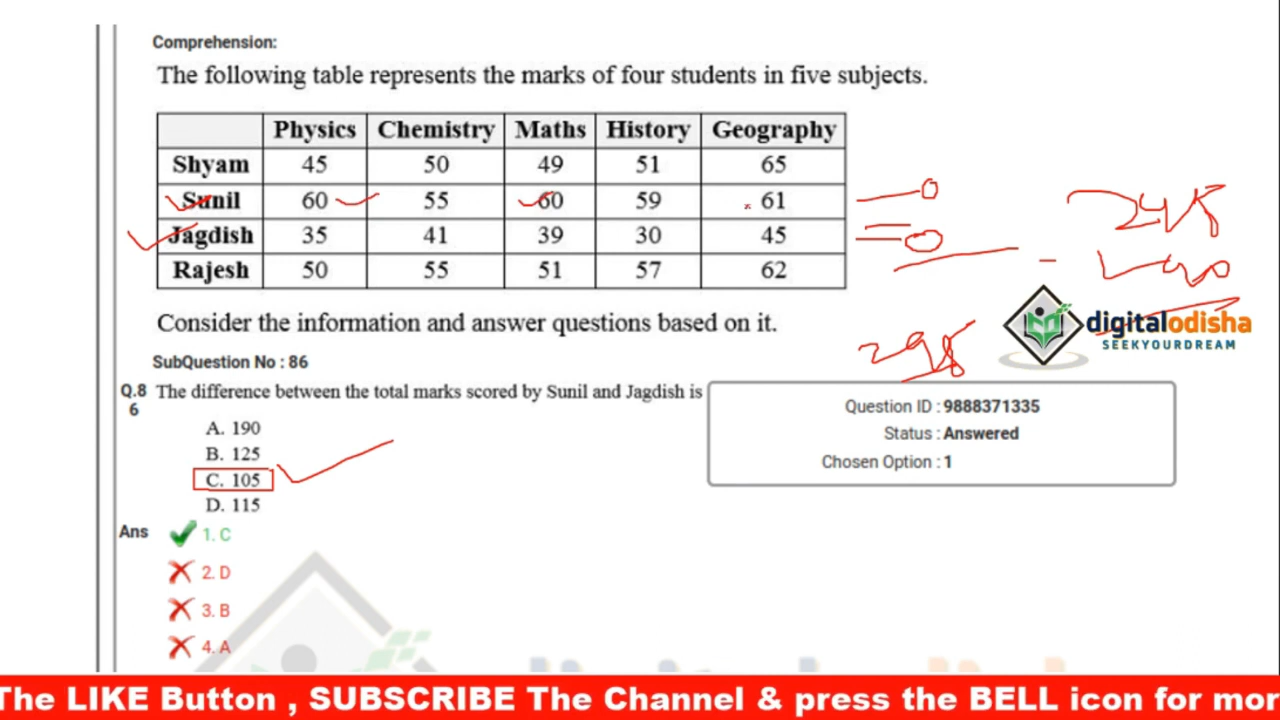 Comprehension:
The following table represents the marks of four students in five subjects.
Physics Chemistry Maths History Geography
Shyam 45 50 49 51 65
Sunil 60 55 60 59 61
Jagdish 35 41 39 30 45
Rajesh 50 55 51 57 62
Consider the information and answer questions based on it.
digitalodisha
SEEKYOURDREAM
SubQuestion No : 86
Q.8
6
The difference between the total marks scored by Sunil and Jagdish is
A. 190
B. 125
C. 105
D. 115
Question ID : 9888371335
Status : Answered
Chosen Option : 1
Ans
1. C
2. D
3. B
4. A
The LIKE Button , SUBSCRIBE The Channel & press the BELL icon for mor